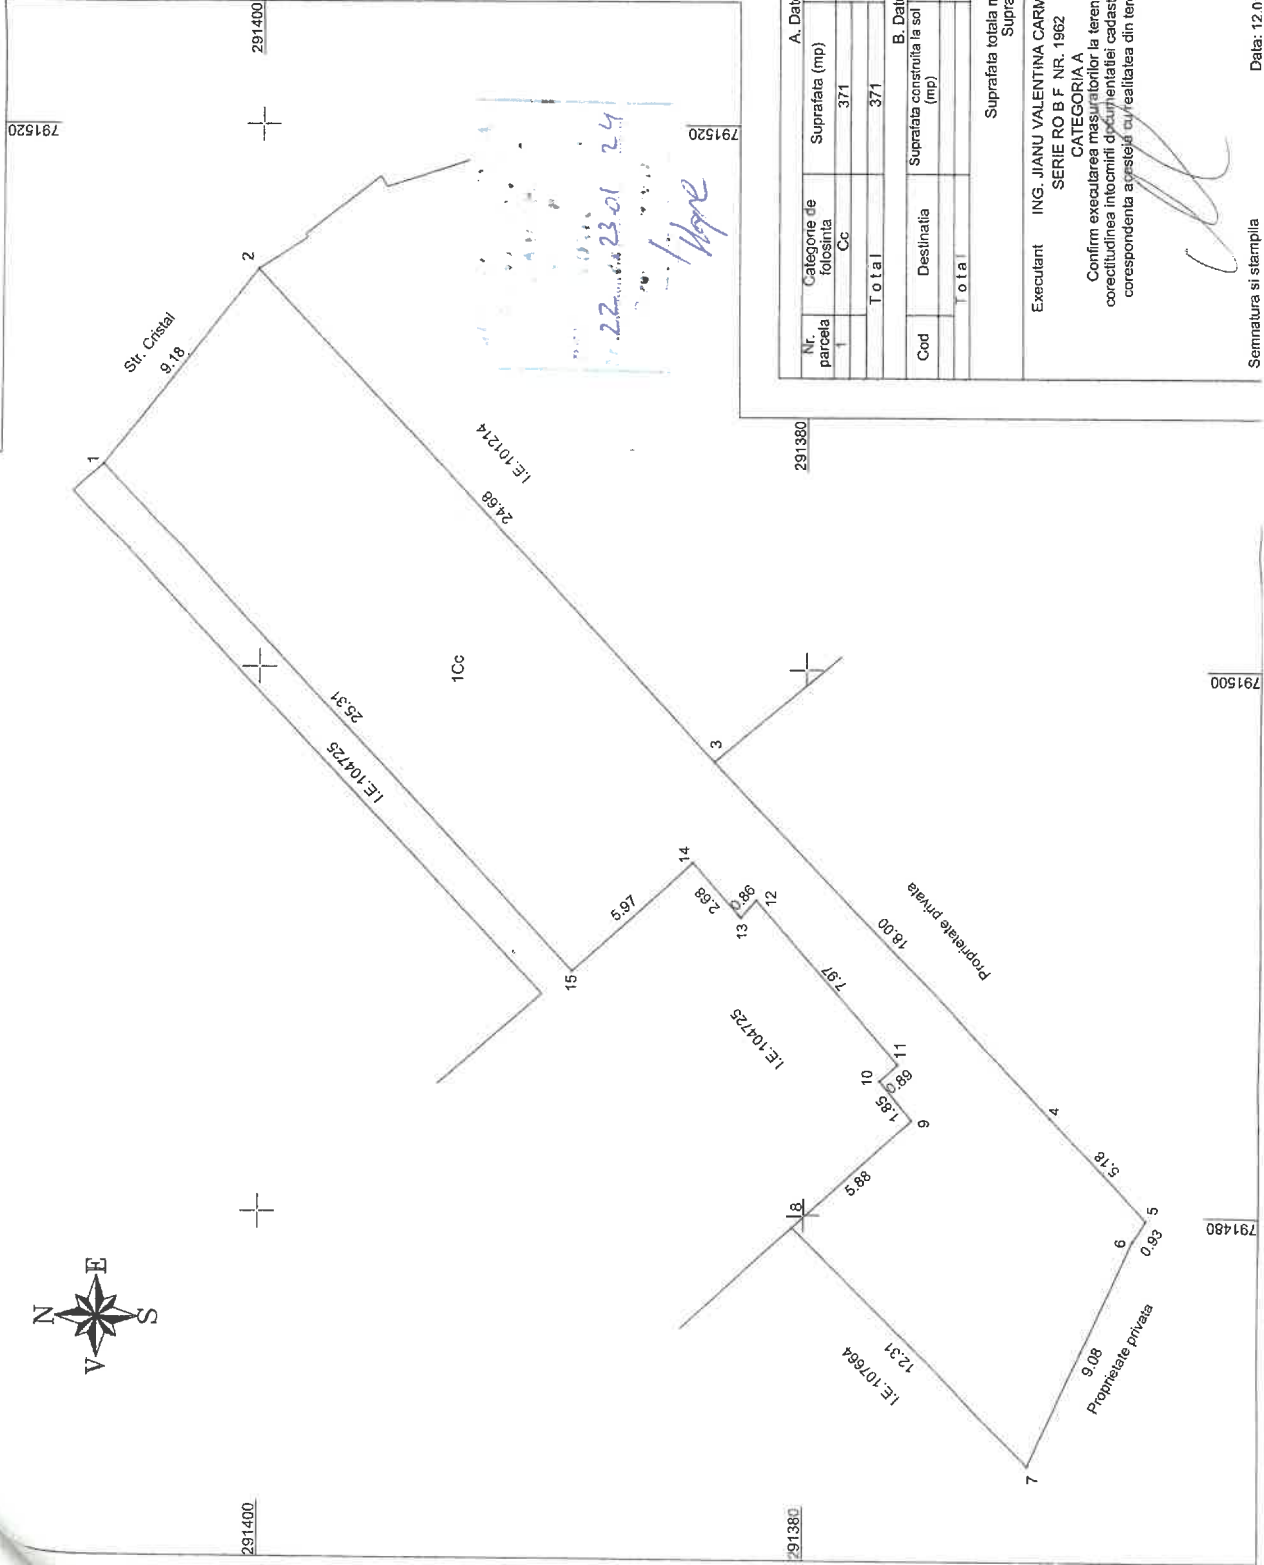 791520
291400
N
V E
S
1
2
Str. Cristal
9.18
I.E.101214
24.68
25.31
I.E.104725
1Cc
3
14
5.97
2.68
0.86
13
12
15
7.97
I.E.104725
10
11
0.89
1.85
9
18.00
Proprietate privata
4
5.18
5
6
0.93
8
5.88
12.31
I.E.107664
7
9.08
Proprietate privata
291400
291380
791480
791500
291380
791520
22 23 01 24
A. Dat
Nr. parcela
Categorie de folosinta
Suprafata (mp)
1 Cc 371
Total 371
B. Dat
Cod
Destinatia
Suprafata construita la sol (mp)
Total
Suprafata totala
Supra
Executant ING. JIANU VALENTINA CARM
SERIE RO B F NR. 1962
CATEGORIA A
Confirm executarea masuratorilor la teren
corectitudinea intocmirii documentatiei cadast
corespondenta acesteia cu realitatea din ter
Semnatura si stampila
Data: 12.0